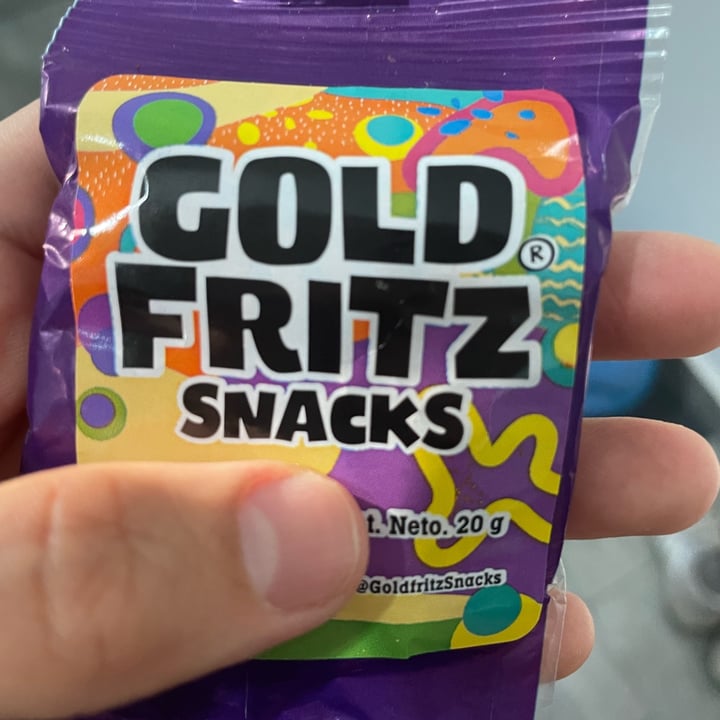 GOLD
FRITZ®
SNACKS
t. Neto. 20 g
@GoldfritzSnacks